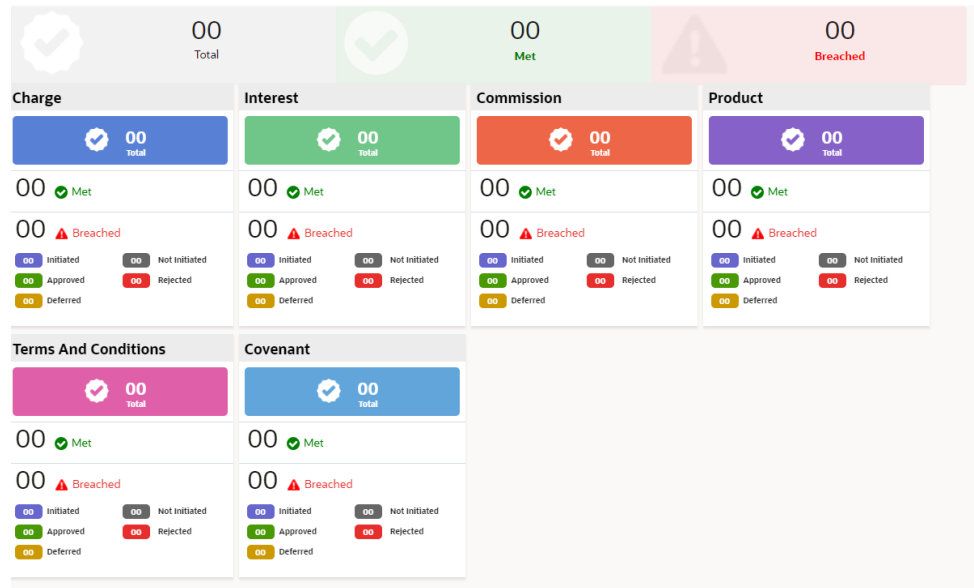 00 00 00
Total Met Breached
Charge Interest Commission Product
00 00 00 00
Total Total Total Total
00 Met 00 Met 00 Met 00 Met
00 Breached 00 Breached 00 Breached 00 Breached
00 Initiated 00 Not Initiated 00 Initiated 00 Not Initiated 00 Initiated 00 Not Initiated 00 Initiated 00 Not Initiated
00 Approved 00 Rejected 00 Approved 00 Rejected 00 Approved 00 Rejected 00 Approved 00 Rejected
00 Deferred 00 Deferred 00 Deferred 00 Deferred
Terms And Conditions Covenant
00 00
Total Total
00 Met 00 Met
00 Breached 00 Breached
00 Initiated 00 Not Initiated 00 Initiated 00 Not Initiated
00 Approved 00 Rejected 00 Approved 00 Rejected
00 Deferred 00 Deferred